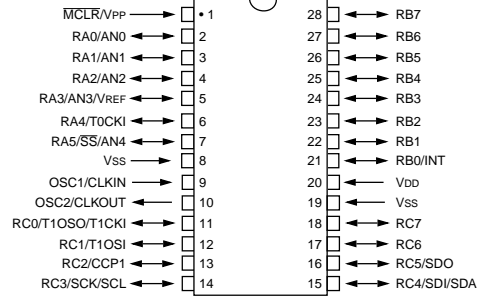 MCLR/VPP • 1 28 RB7
RA0/AN0 2 27 RB6
RA1/AN1 3 26 RB5
RA2/AN2 4 25 RB4
RA3/AN3/VREF 5 24 RB3
RA4/T0CKI 6 23 RB2
RA5/SS/AN4 7 22 RB1
VSS 8 21 RB0/INT
OSC1/CLKIN 9 20 VDD
OSC2/CLKOUT 10 19 VSS
RC0/T1OSO/T1CKI 11 18 RC7
RC1/T1OSI 12 17 RC6
RC2/CCP1 13 16 RC5/SDO
RC3/SCK/SCL 14 15 RC4/SDI/SDA